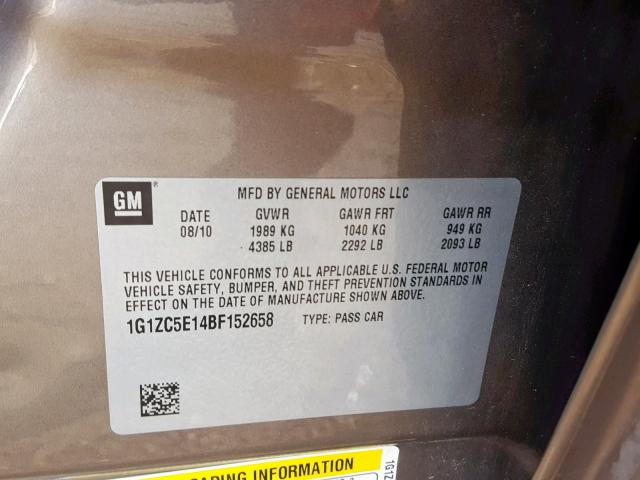 GM
MFD BY GENERAL MOTORS LLC
DATE GVWR GAWR FRT GAWR RR
08/10 1989 KG 1040 KG 949 KG
4385 LB 2292 LB 2093 LB
THIS VEHICLE CONFORMS TO ALL APPLICABLE U.S. FEDERAL MOTOR
VEHICLE SAFETY, BUMPER, AND THEFT PREVENTION STANDARDS IN
EFFECT ON THE DATE OF MANUFACTURE SHOWN ABOVE.
1G1ZC5E14BF152658 TYPE: PASS CAR
LOADING INFORMATION
1G1Z